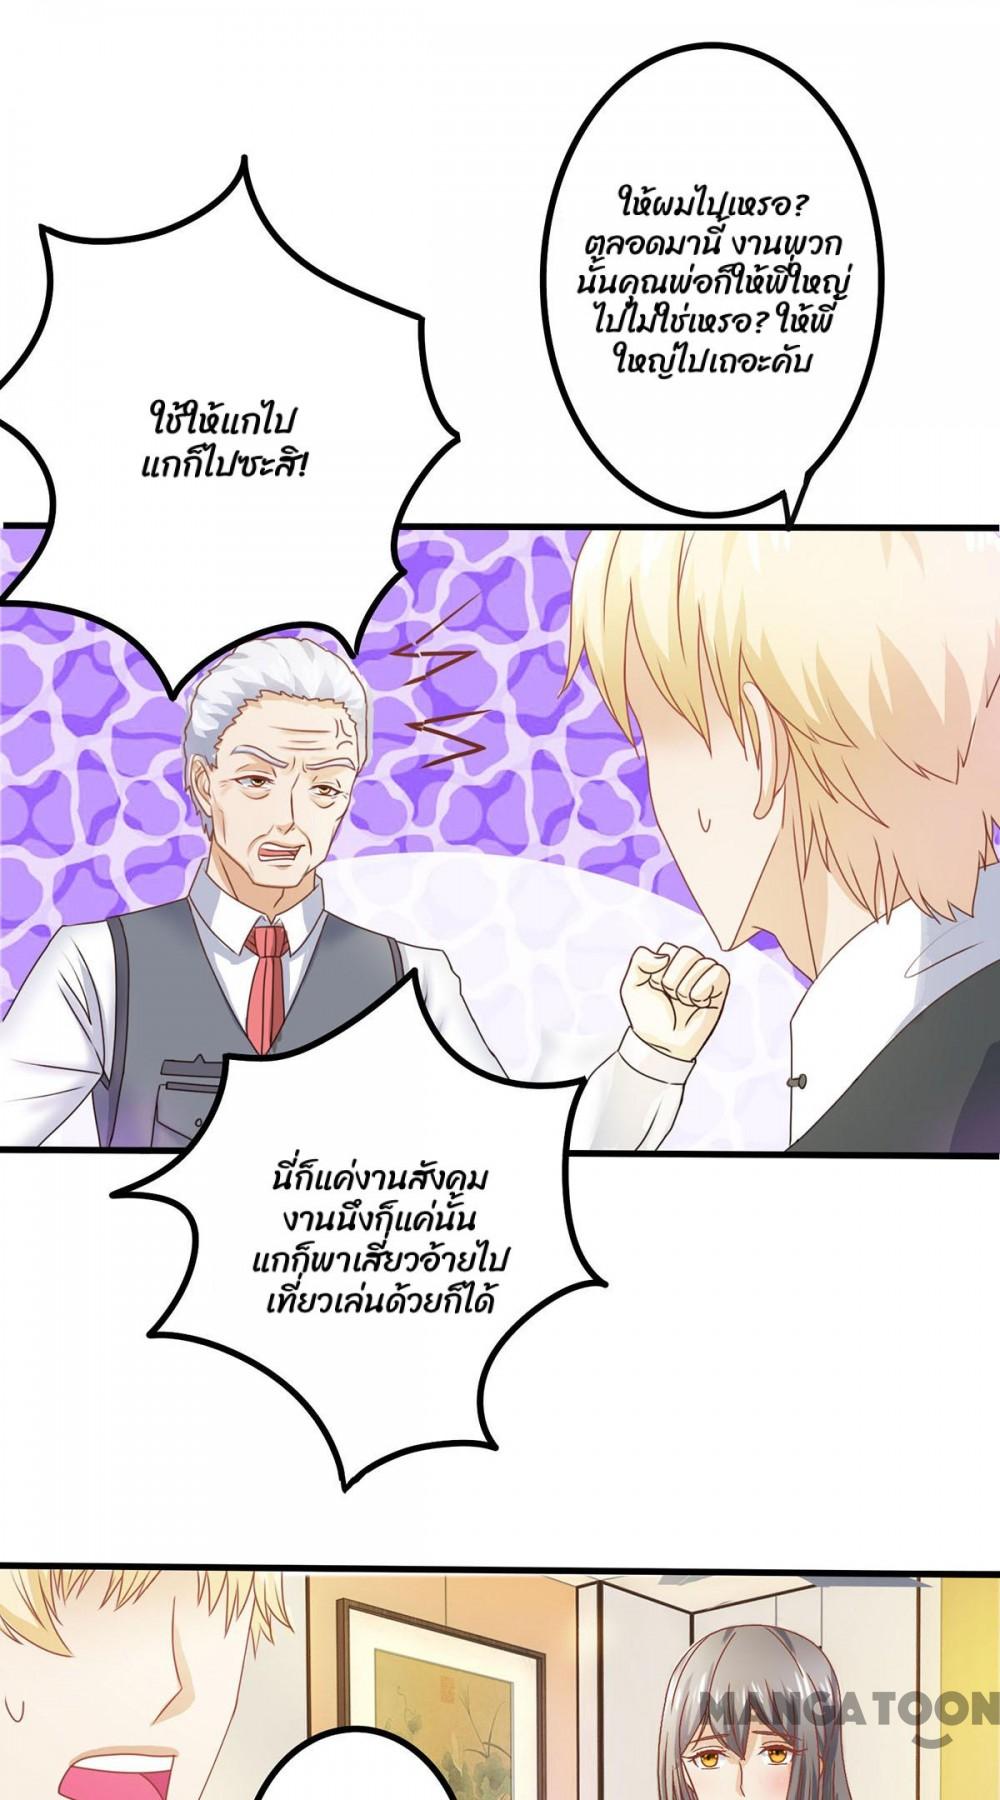 ให้ผมไปเหรอ?
ตลอดมานี้ งานพวก
นั้นคุณพ่อก็ให้พี่ใหญ่
ไปไม่ใช่เหรอ? ให้พี่
ใหญ่ไปเถอะคับ
ใช้ให้แกไป
แกก็ไปซะสิ!
นี่ก็แค่งานสังคม
งานนึงก็แค่นั้น
แกก็พาเสี่ยวอ้ายไป
เที่ยวเล่นด้วยก็ได้
MANGATOON